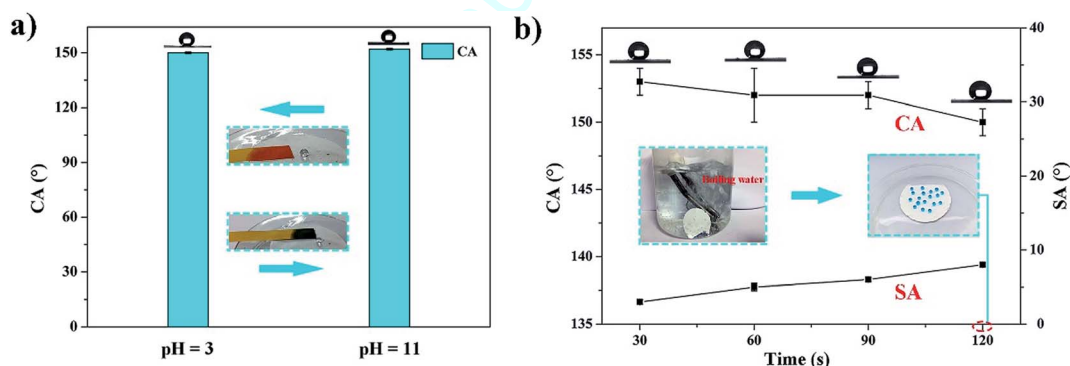 a)
CA (°)
150
120
90
60
30
0
CA
pH = 3
pH = 11
b)
CA (°)
155
150
145
140
135
CA
Boiling water
SA
30
60
90
120
Time (s)
40
30
20
10
0
SA (°)